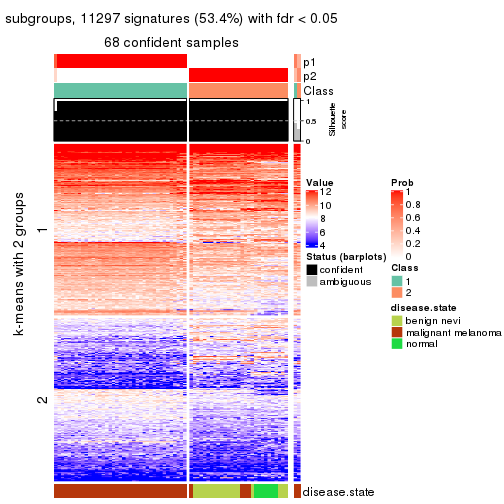 subgroups, 11297 signatures (53.4%) with fdr < 0.05
68 confident samples
p1
p2
Class
1
0.5
0
Silhouette
score
k-means with 2 groups
1
2
Value
12
10
8
6
4
Prob
1
0.8
0.6
0.4
0.2
0
Status (barplots)
confident
ambiguous
Class
1
2
disease.state
benign nevi
malignant melanoma
normal
disease.state